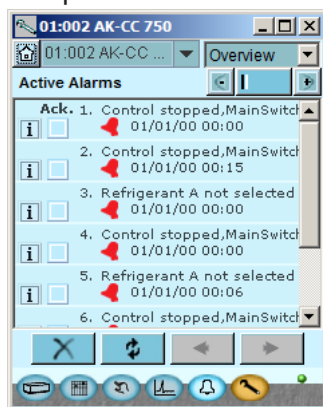 01:002 AK-CC 750
01:002 AK-CC ... Overview
Active Alarms
Ack. 1. Control stopped,MainSwitch
01/01/00 00:00
2. Control stopped,MainSwitch
01/01/00 00:15
3. Refrigerant A not selected
01/01/00 00:00
4. Control stopped,MainSwitch
01/01/00 00:00
5. Refrigerant A not selected
01/01/00 00:06
6. Control stopped,MainSwitch